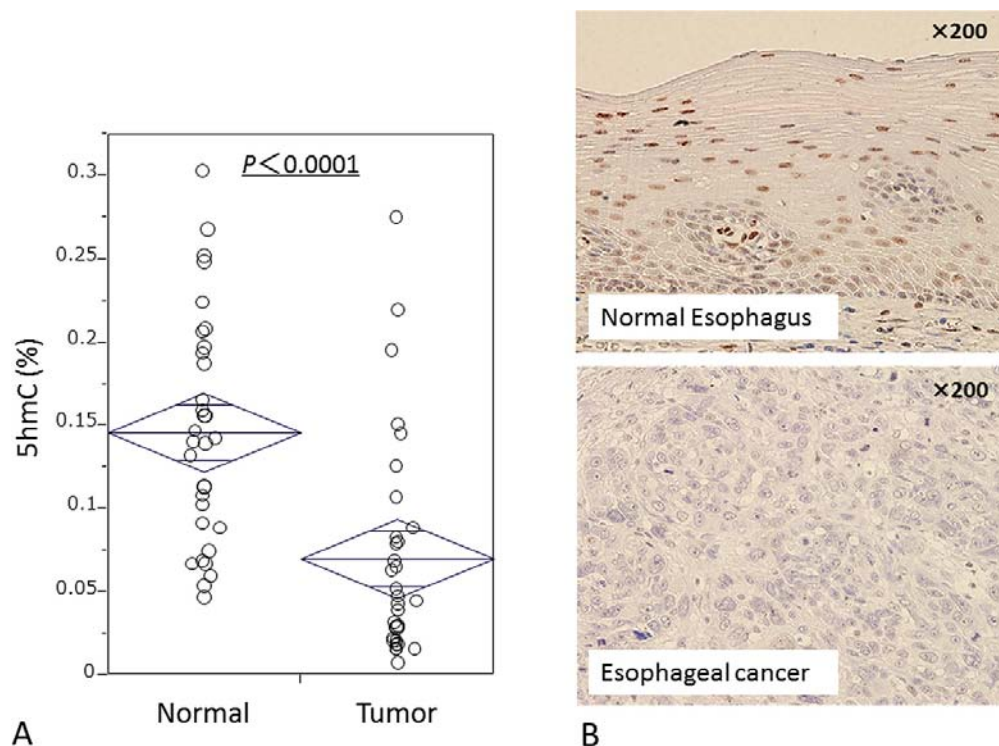 P<0.0001
5hmC (%)
0.3
0.25
0.2
0.15
0.1
0.05
0
Normal Tumor
A
×200
Normal Esophagus
×200
Esophageal cancer
B